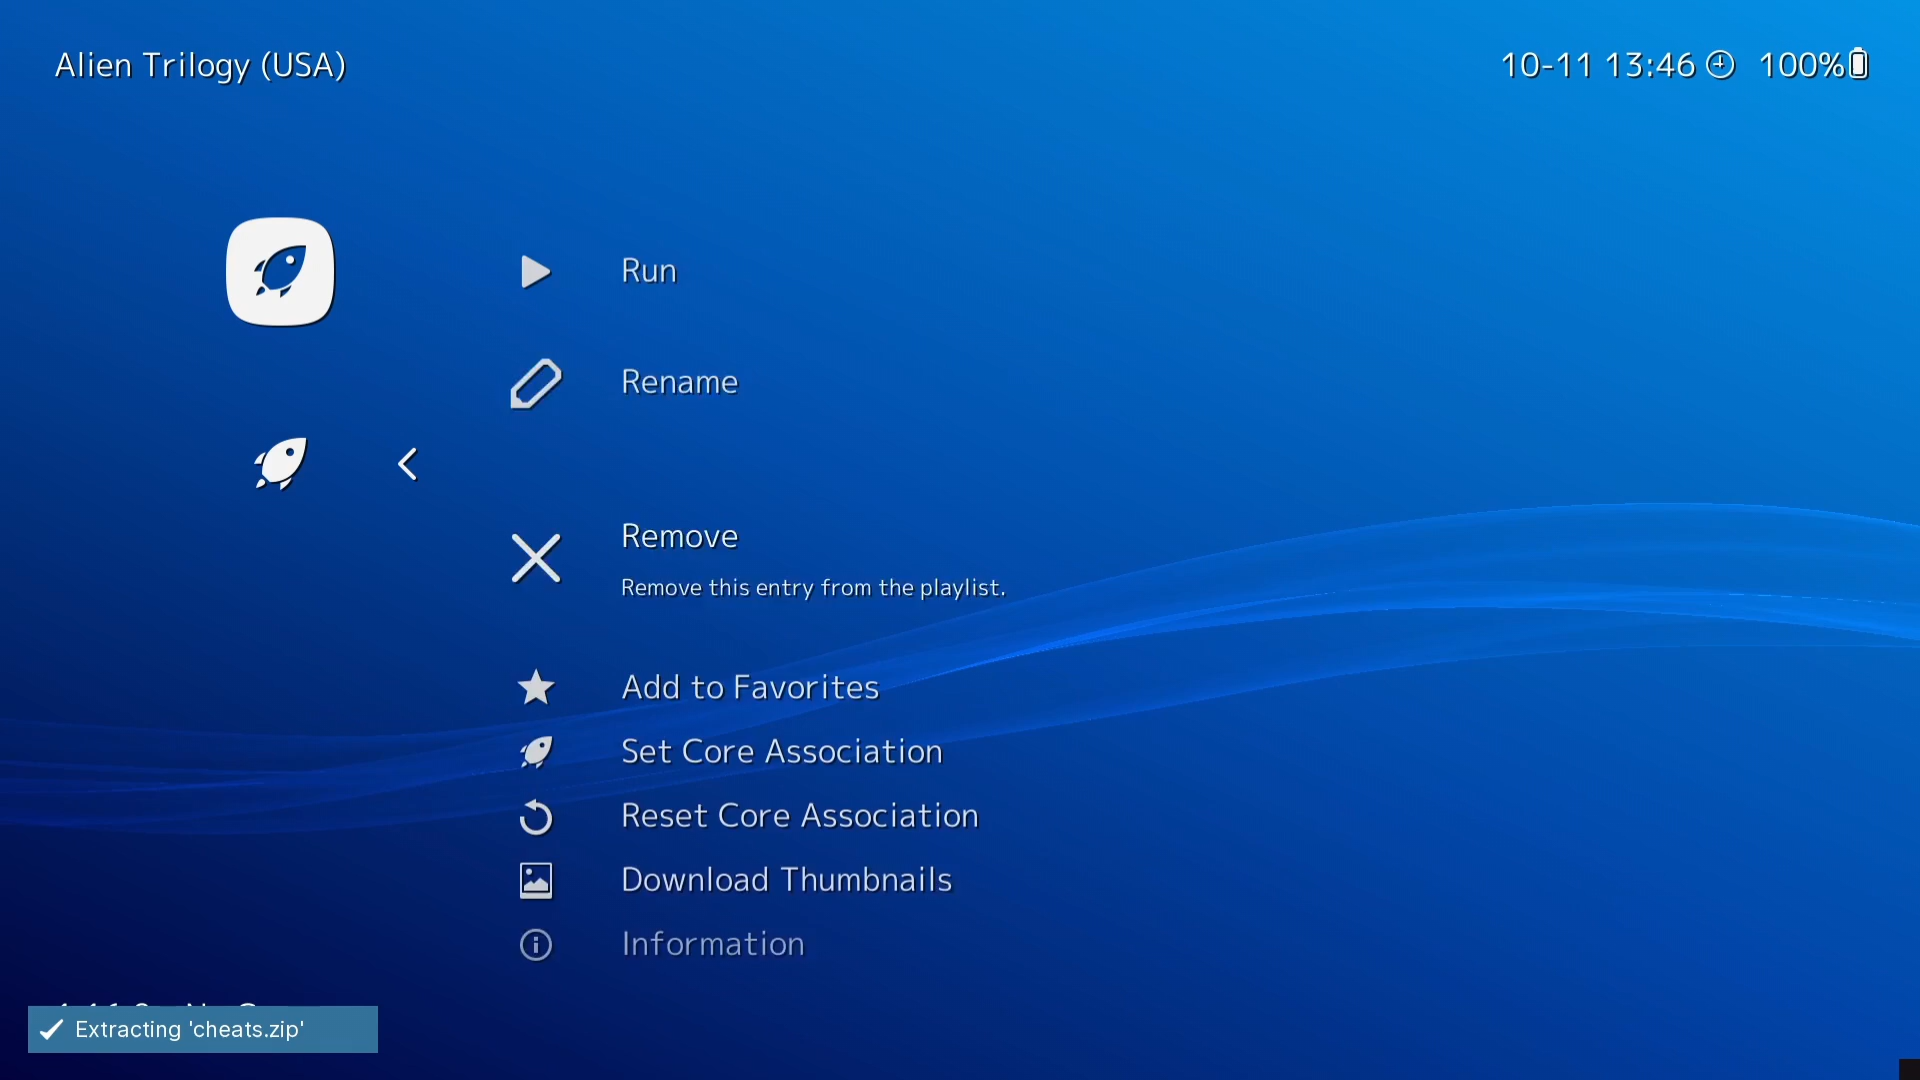 Alien Trilogy (USA)
10-11 13:46 100%
Run
Rename
Remove
Remove this entry from the playlist.
Add to Favorites
Set Core Association
Reset Core Association
Download Thumbnails
Information
Extracting 'cheats.zip'